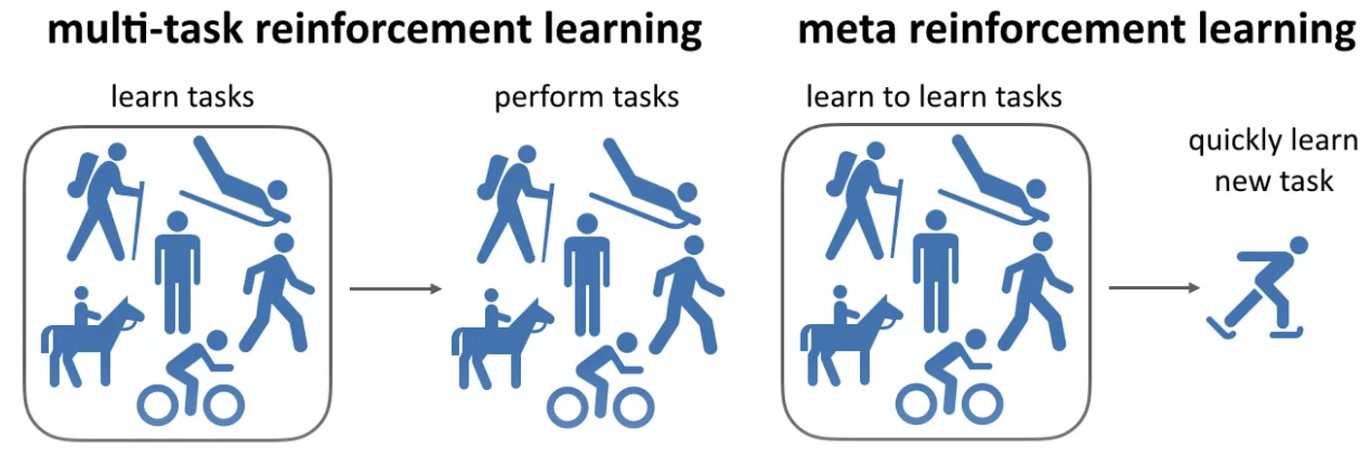 multi-task reinforcement learning
learn tasks
perform tasks
meta reinforcement learning
learn to learn tasks
quickly learn
new task